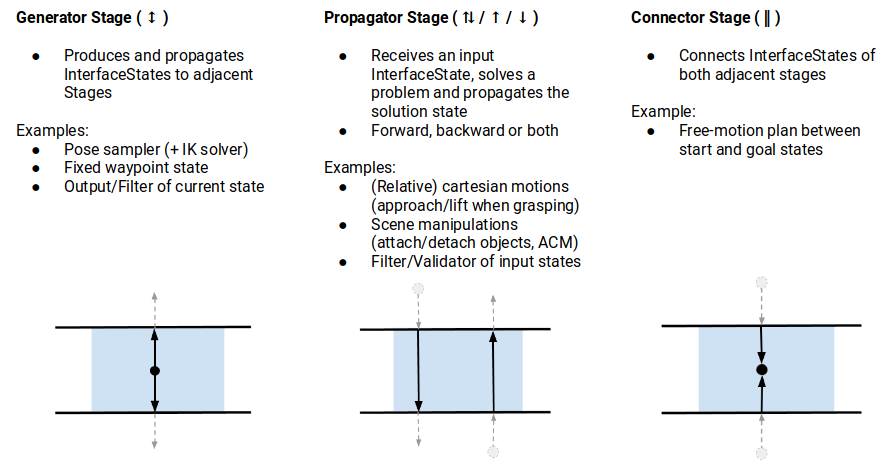 Generator Stage ( ↕ )
● Produces and propagates
InterfaceStates to adjacent
Stages
Examples:
● Pose sampler (+ IK solver)
● Fixed waypoint state
● Output/Filter of current state
Propagator Stage ( ⇅ / ↑ / ↓ )
● Receives an input
InterfaceState, solves a
problem and propagates the
solution state
● Forward, backward or both
Examples:
● (Relative) cartesian motions
(approach/lift when grasping)
● Scene manipulations
(attach/detach objects, ACM)
● Filter/Validator of input states
Connector Stage ( ‖ )
● Connects InterfaceStates of
both adjacent stages
Example:
● Free-motion plan between
start and goal states